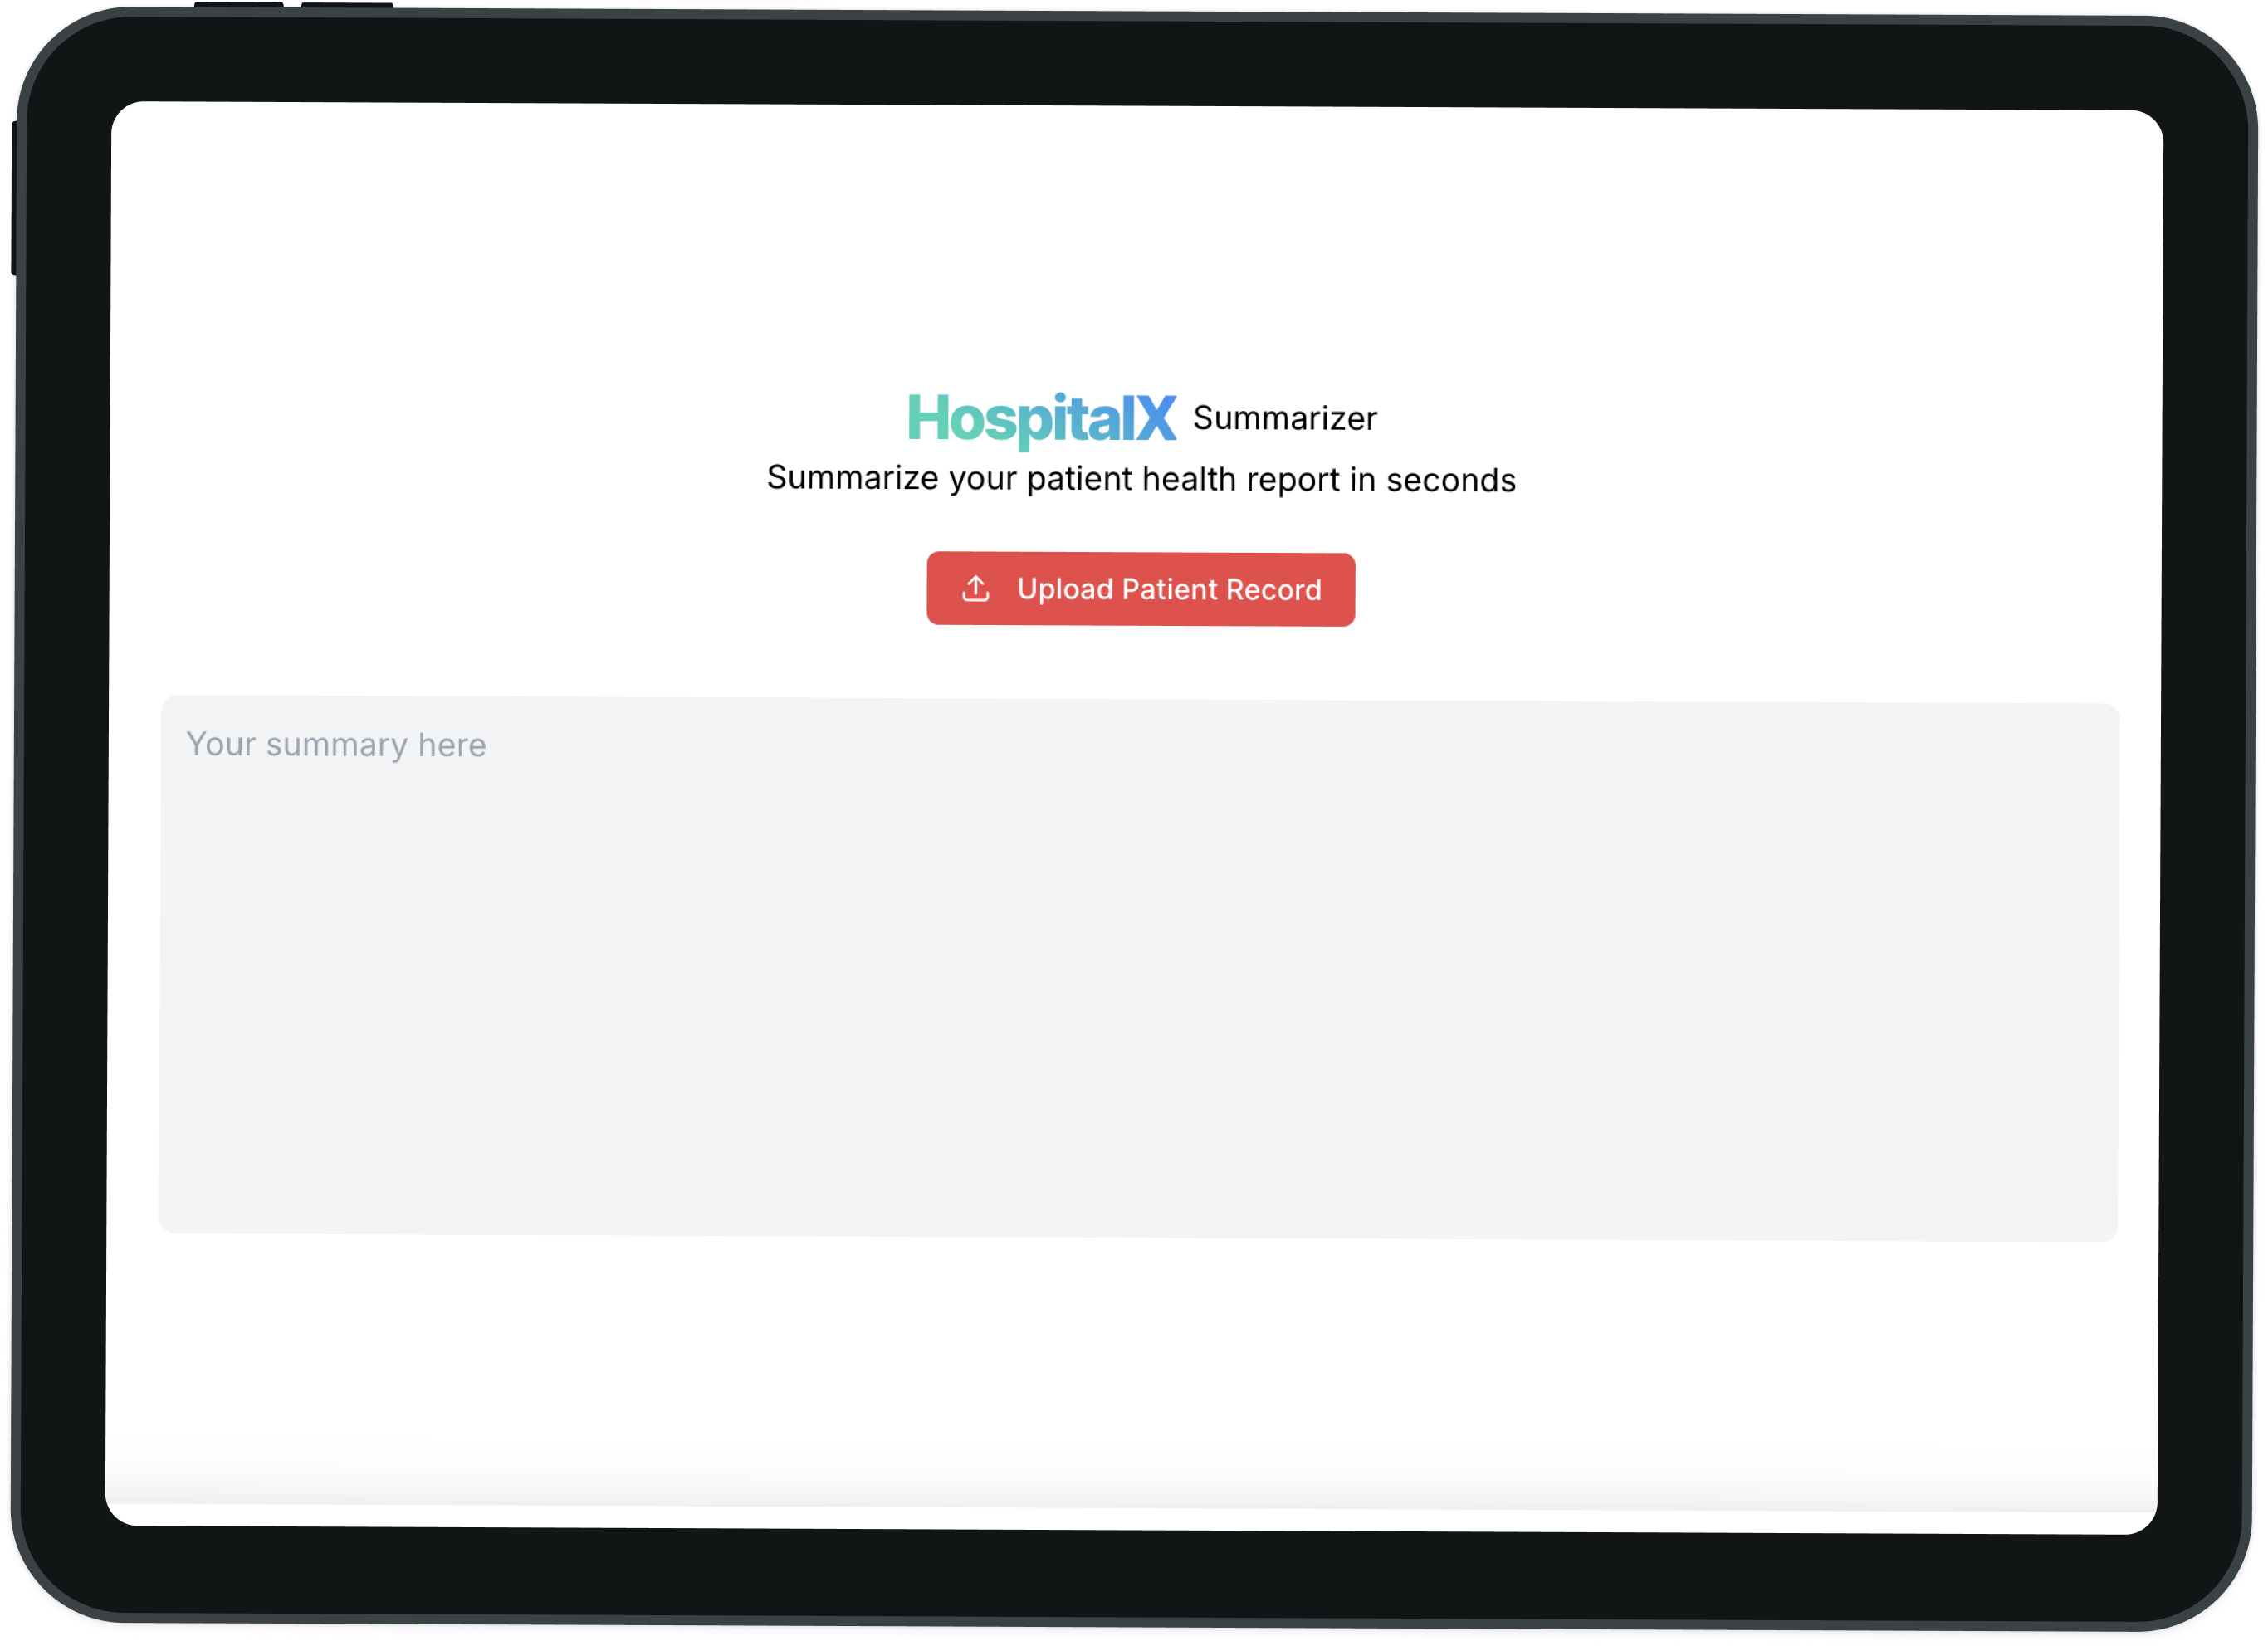 HospitalX Summarizer
Summarize your patient health report in seconds
Upload Patient Record
Your summary here